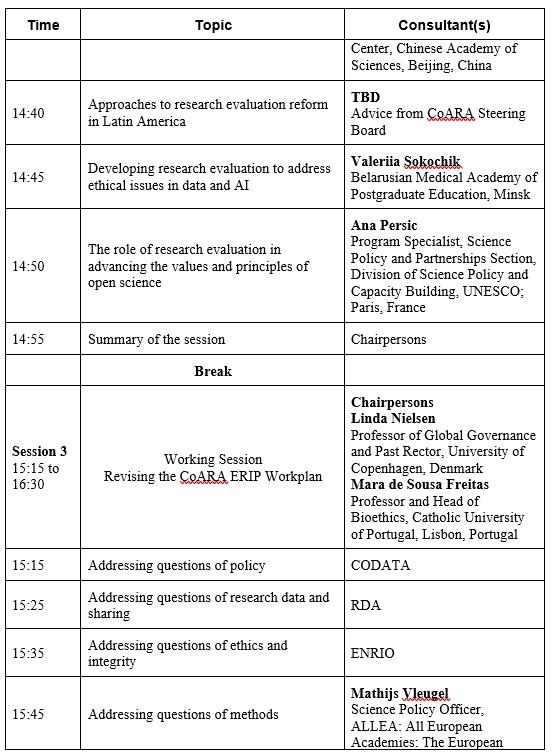 Time Topic Consultant(s)
Center, Chinese Academy of
Sciences, Beijing, China
14:40
Approaches to research evaluation reform
in Latin America
TBD
Advice from CoARA Steering
Board
14:45
Developing research evaluation to address
ethical issues in data and AI
Valeriia Sokochik
Belarusian Medical Academy of
Postgraduate Education, Minsk
14:50
The role of research evaluation in
advancing the values and principles of
open science
Ana Persic
Program Specialist, Science
Policy and Partnerships Section,
Division of Science Policy and
Capacity Building, UNESCO;
Paris, France
14:55
Summary of the session
Chairpersons
Break
Session 3
15:15 to
16:30
Working Session
Revising the CoARA ERIP Workplan
Chairpersons
Linda Nielsen
Professor of Global Governance
and Past Rector, University of
Copenhagen, Denmark
Mara de Sousa Freitas
Professor and Head of
Bioethics, Catholic University
of Portugal, Lisbon, Portugal
15:15
Addressing questions of policy
CODATA
15:25
Addressing questions of research data and
sharing
RDA
15:35
Addressing questions of ethics and
integrity
ENRIO
15:45
Addressing questions of methods
Mathijs Vleugel
Science Policy Officer,
ALLEA: All European
Academies: The European